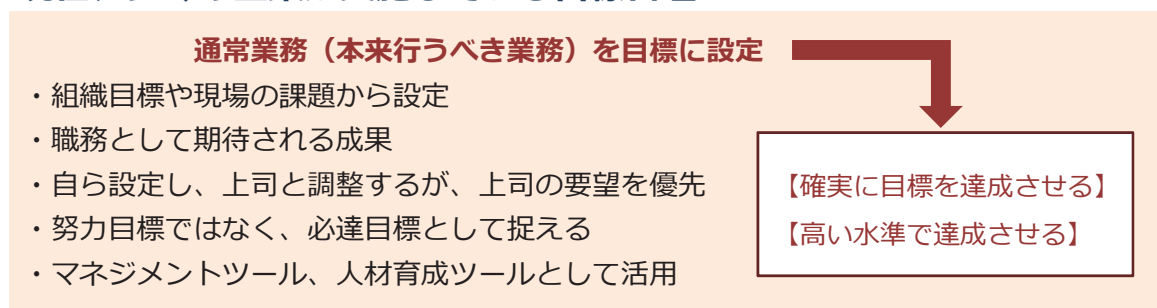 通常業務（本来行うべき業務）を目標に設定
・組織目標や現場の課題から設定
・職務として期待される成果
・自ら設定し、上司と調整するが、上司の要望を優先
・努力目標ではなく、必達目標として捉える
・マネジメントツール、人材育成ツールとして活用
【確実に目標を達成させる】
【高い水準で達成させる】